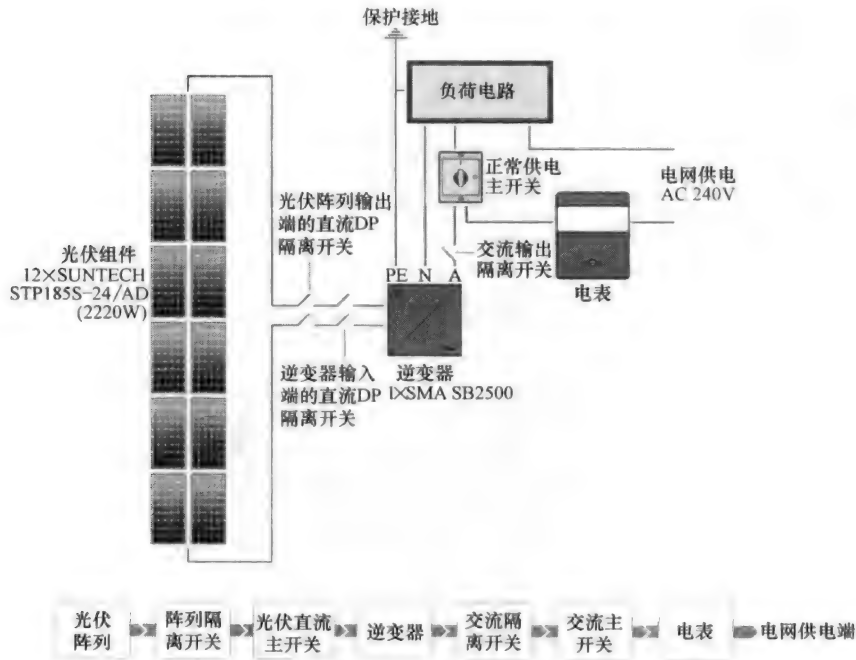 保护接地
负荷电路
正常供电
主开关
电网供电
AC 240V
光伏阵列输出
端的直流DP
隔离开关
交流输出
隔离开关
电表
光伏组件
12×SUNTECH
STP185S-24/AD
(2220W)
PE N A
逆变器输入
端的直流DP
隔离开关
逆变器
1×SMA SB2500
光伏
阵列
阵列隔
离开关
光伏直流
主开关
逆变器
交流隔
离开关
交流主
开关
电表
电网供电端